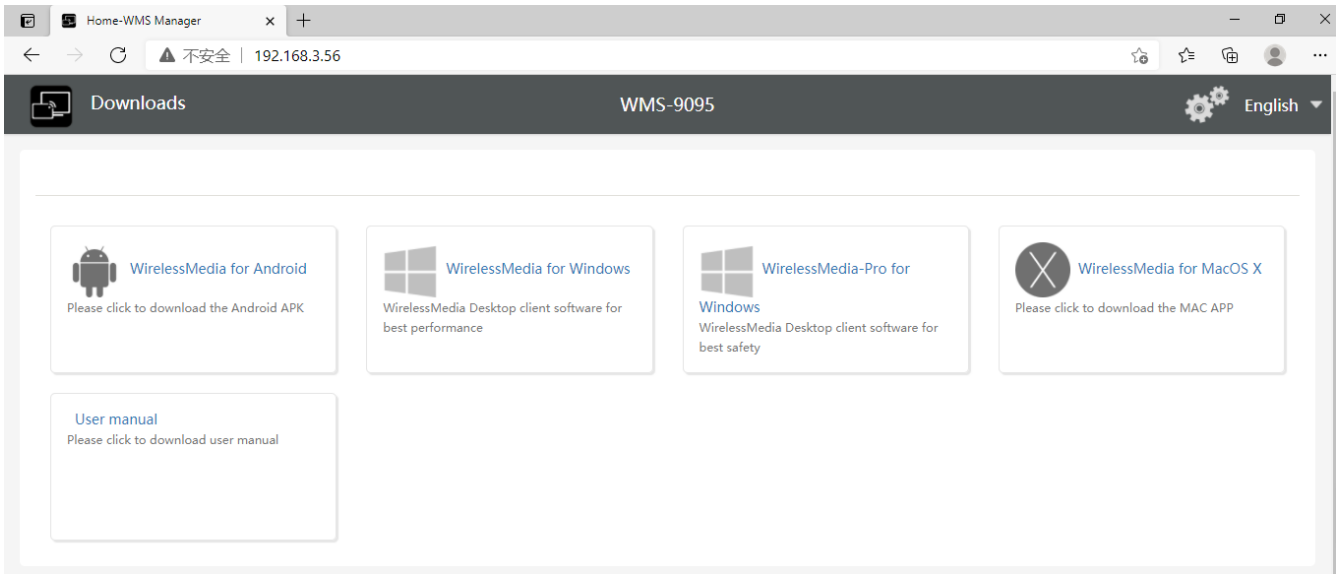 Home-WMS Manager
不安全 | 192.168.3.56
Downloads
WMS-9095
English
WirelessMedia for Android
Please click to download the Android APK
WirelessMedia for Windows
WirelessMedia Desktop client software for
best performance
WirelessMedia-Pro for
Windows
WirelessMedia Desktop client software for
best safety
WirelessMedia for MacOS X
Please click to download the MAC APP
User manual
Please click to download user manual